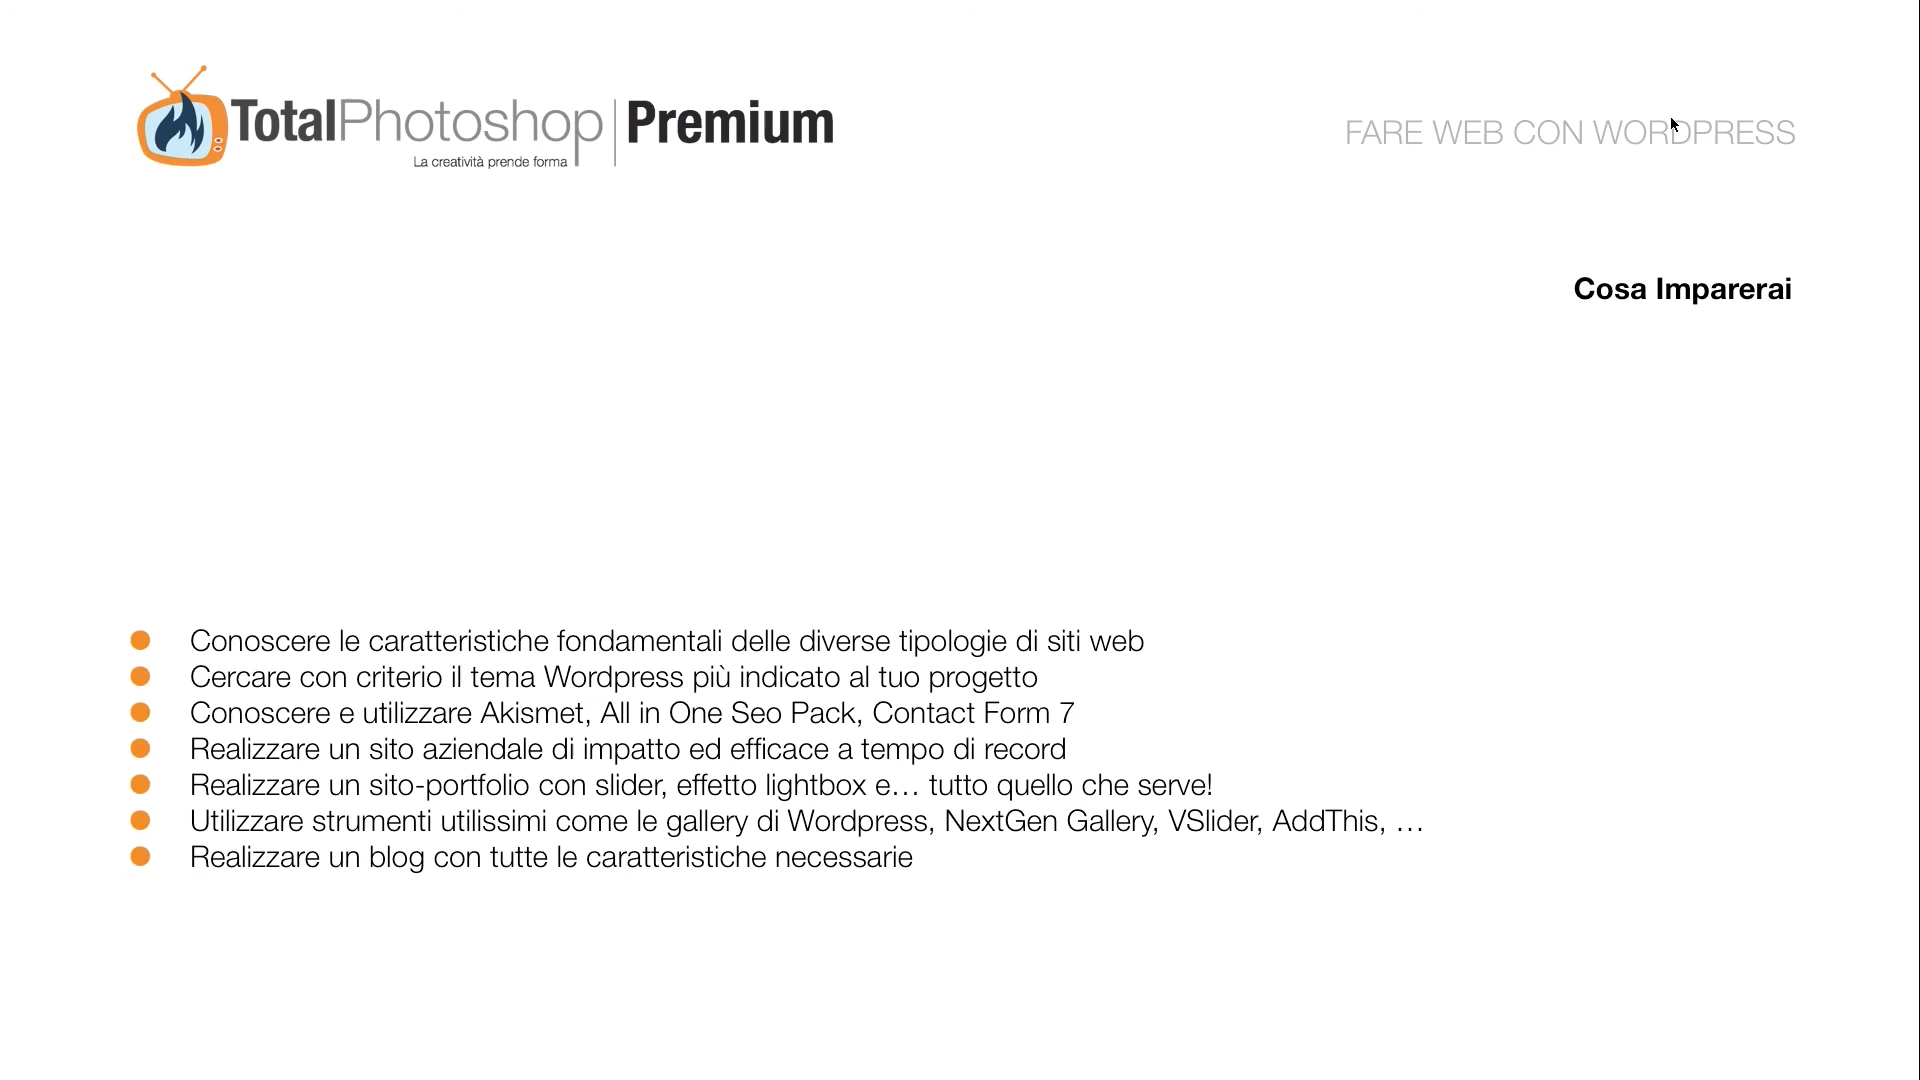 TotalPhotoshop Premium
La creatività prende forma
FARE WEB CON WORDPRESS
Cosa Imparerai
Conoscere le caratteristiche fondamentali delle diverse tipologie di siti web
Cercare con criterio il tema Wordpress più indicato al tuo progetto
Conoscere e utilizzare Akismet, All in One Seo Pack, Contact Form 7
Realizzare un sito aziendale di impatto ed efficace a tempo di record
Realizzare un sito-portfolio con slider, effetto lightbox e… tutto quello che serve!
Utilizzare strumenti utilissimi come le gallery di Wordpress, NextGen Gallery, VSlider, AddThis, …
Realizzare un blog con tutte le caratteristiche necessarie